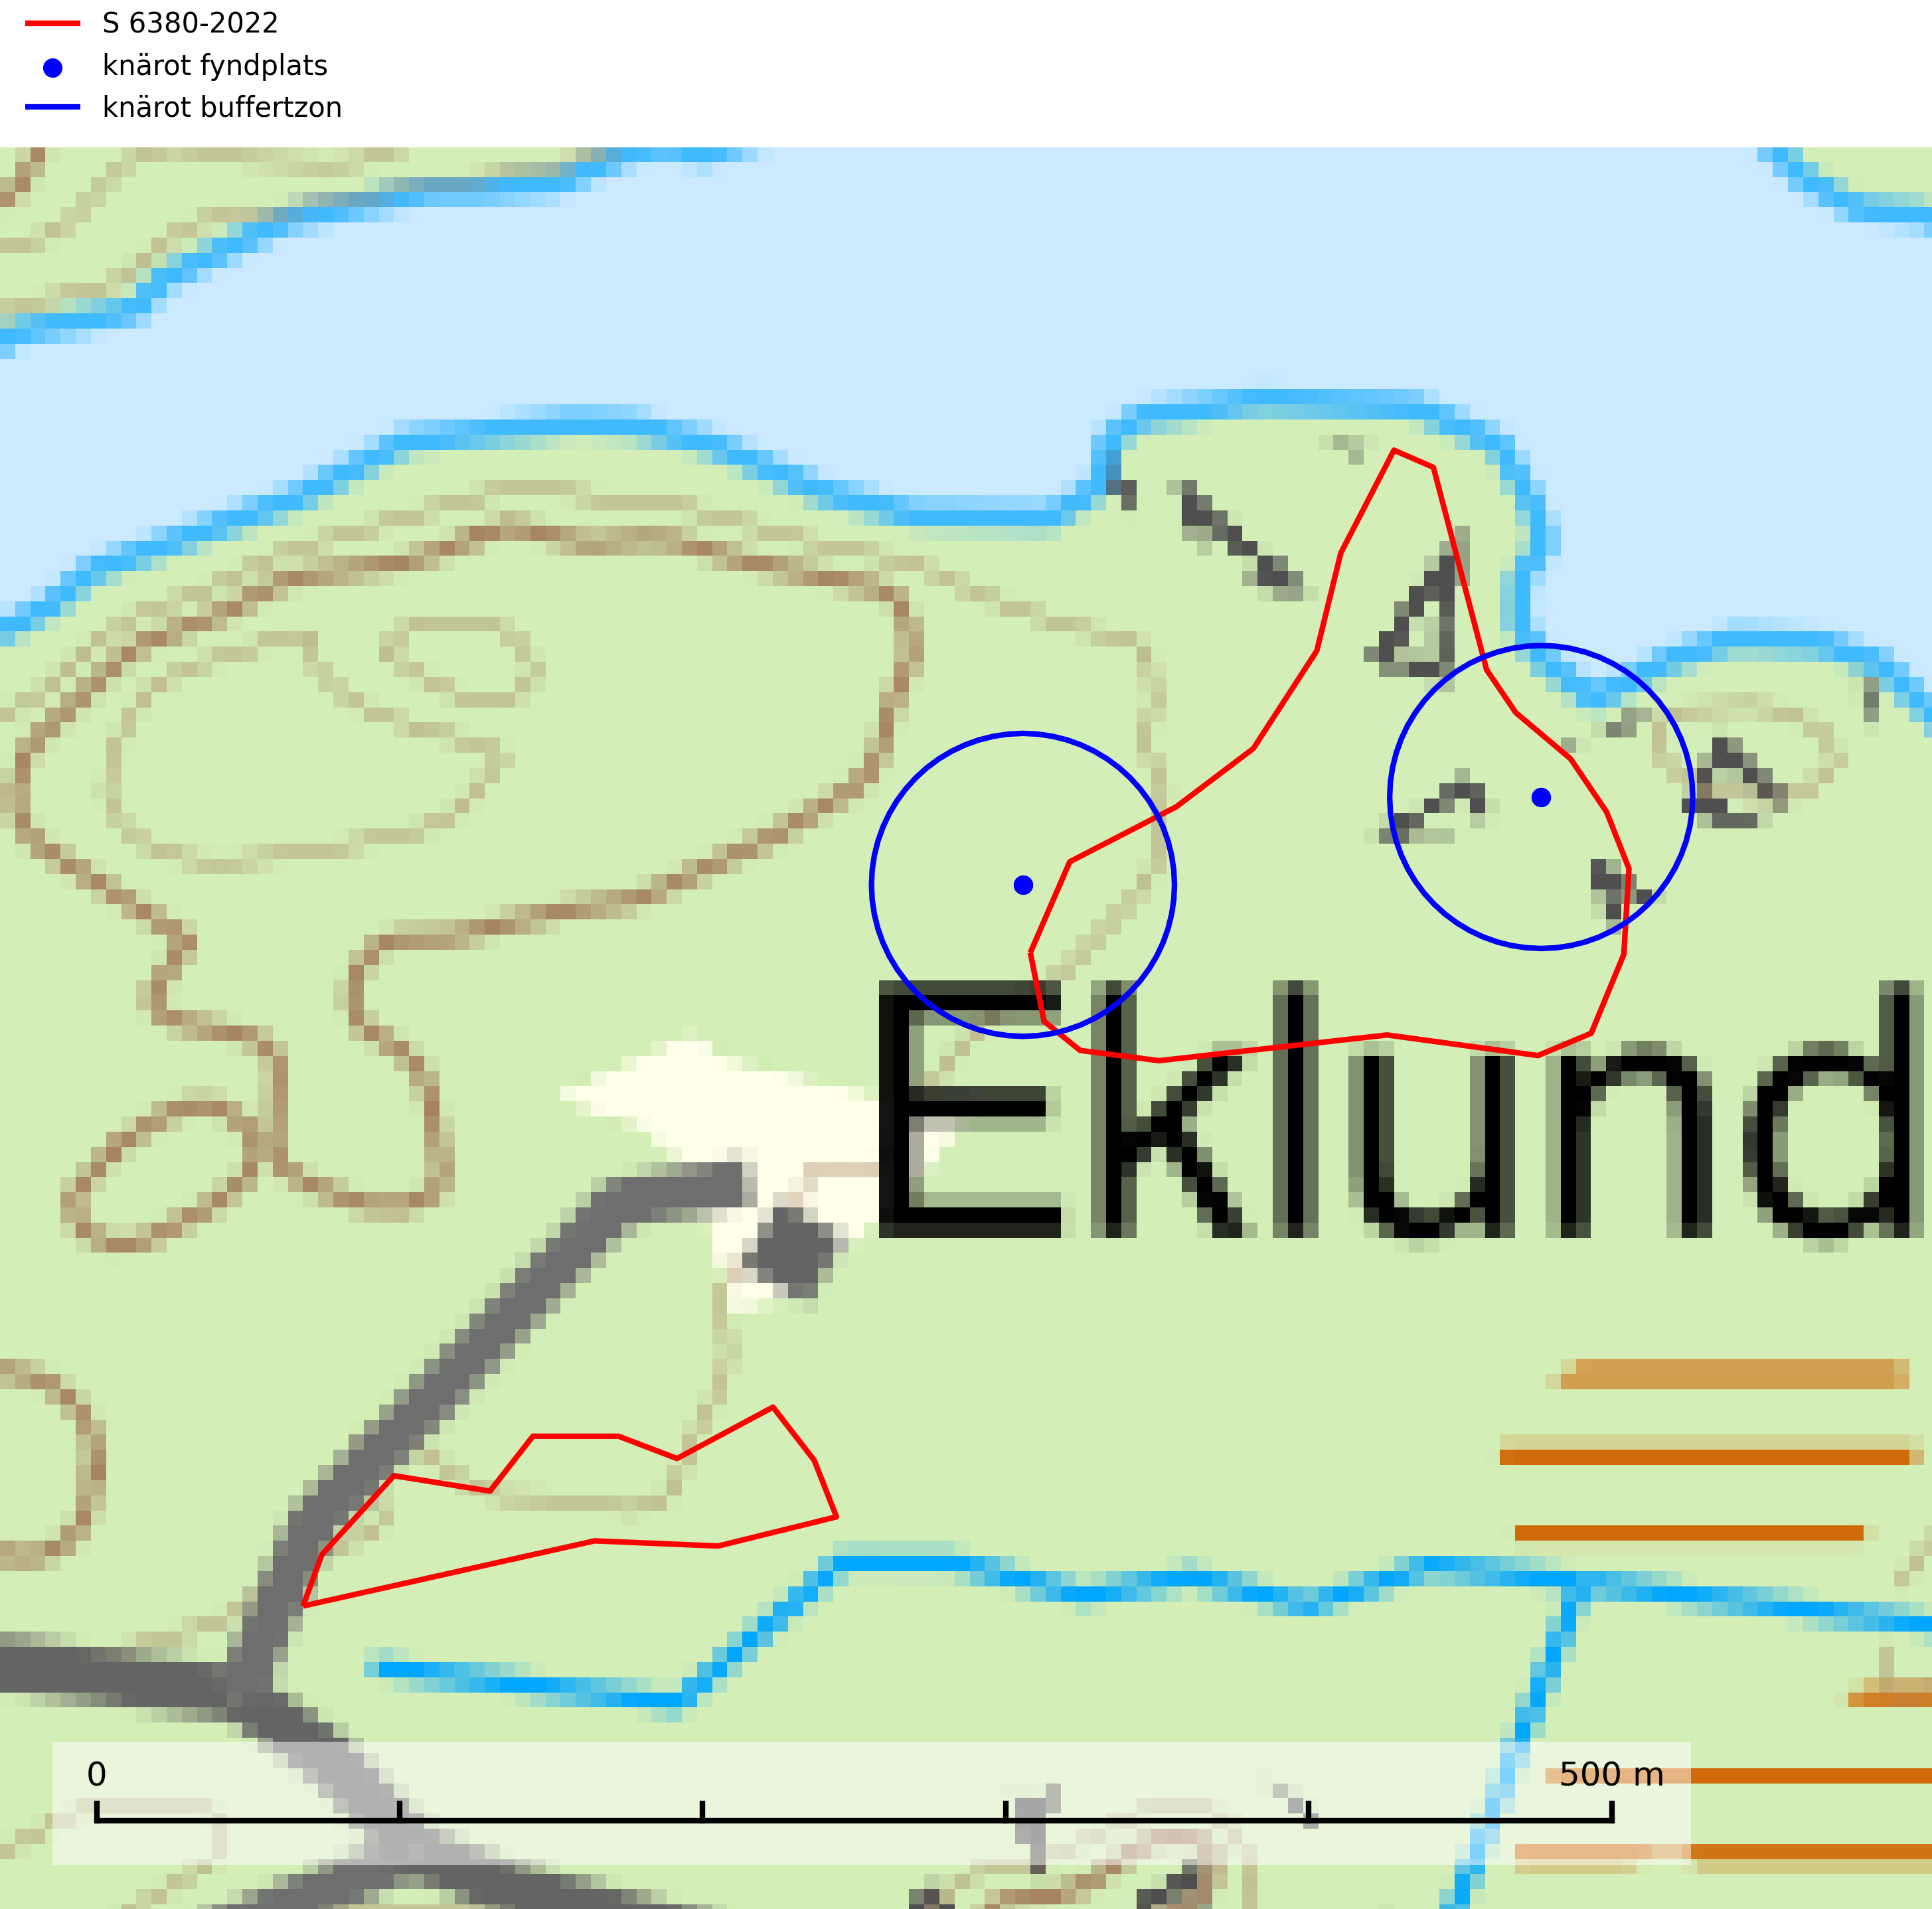 S 6380-2022
knärot fyndplats
knärot buffertzon
Eklund
0 500 m